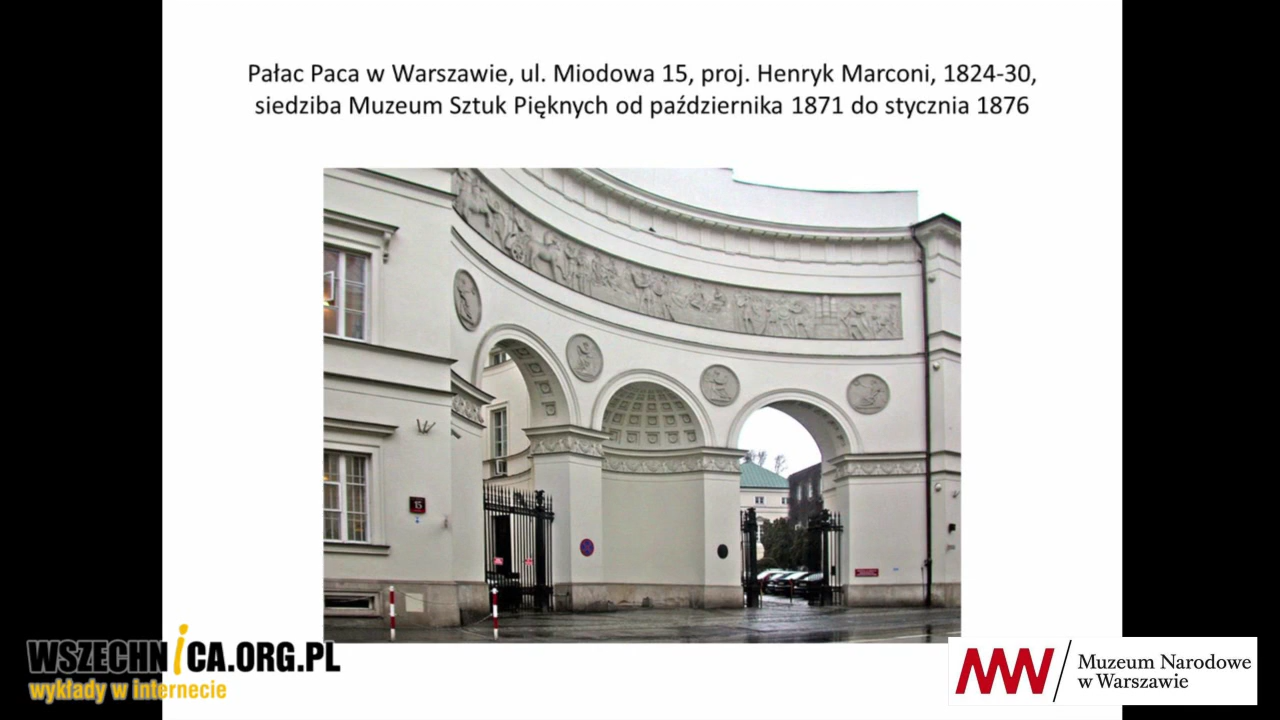 Pałac Paca w Warszawie, ul. Miodowa 15, proj. Henryk Marconi, 1824-30,
siedziba Muzeum Sztuk Pięknych od października 1871 do stycznia 1876
15
WSZECHNiCA.ORG.PL
wykłady w internecie
Muzeum Narodowe
w Warszawie